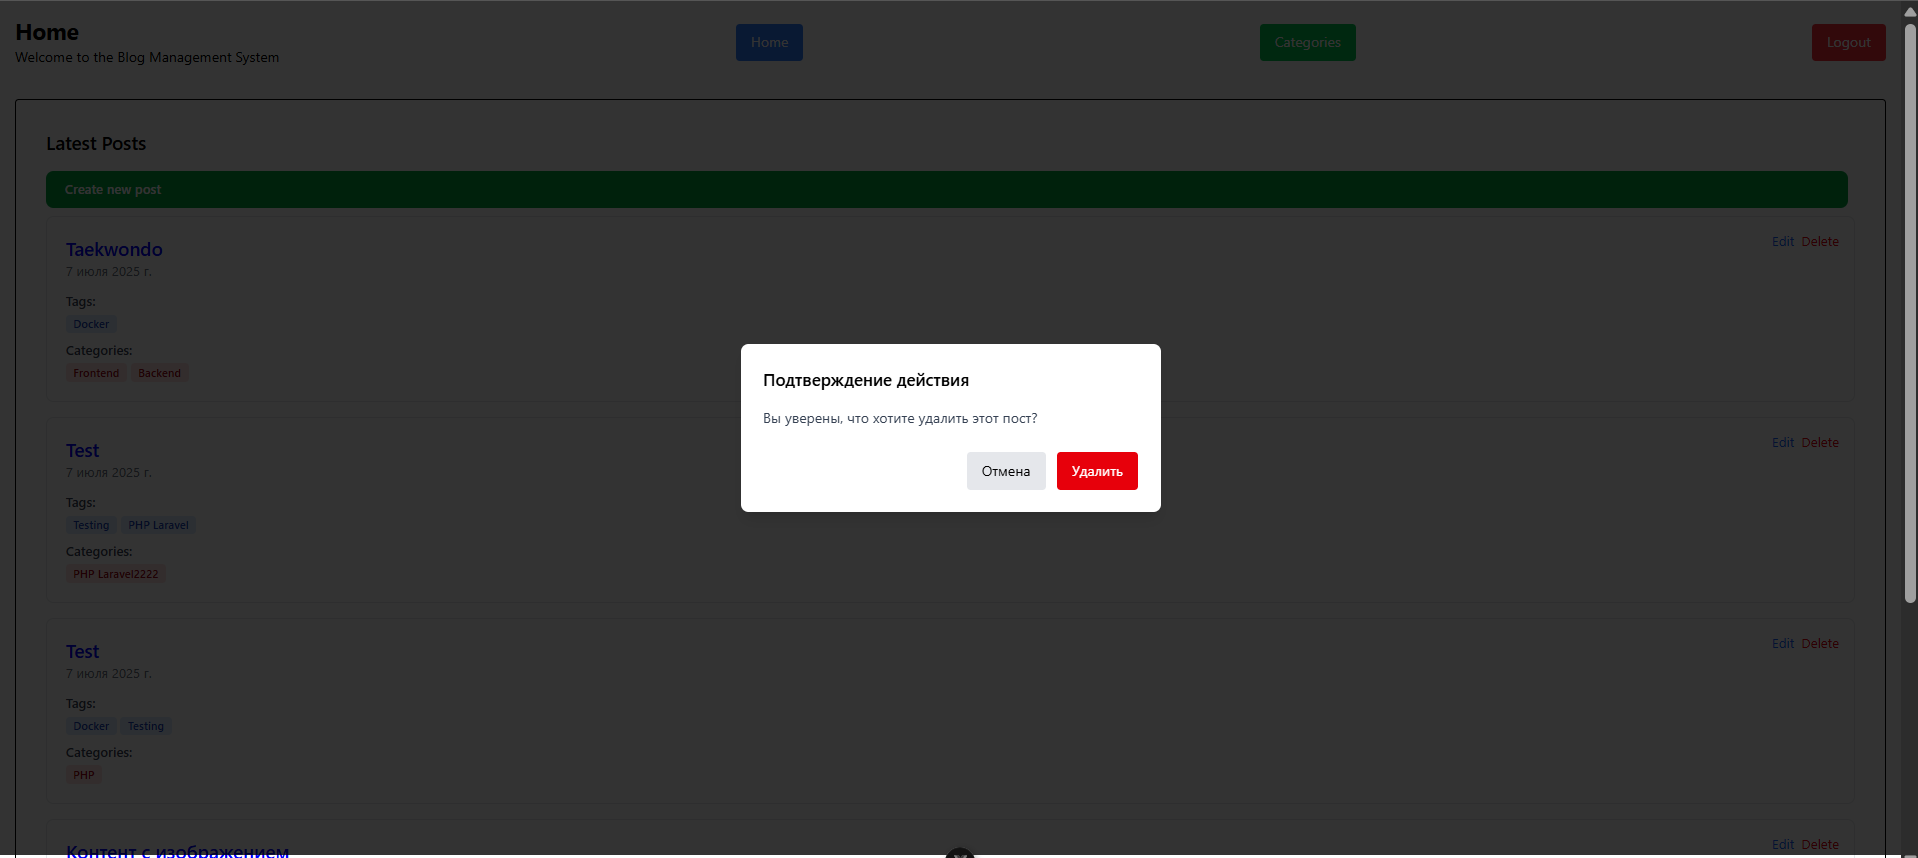 Home
Welcome to the Blog Management System
Home
Categories
Logout
Latest Posts
Create new post
Taekwondo
Edit Delete
7 июля 2025 г.
Tags:
Docker
Categories:
Frontend Backend
Подтверждение действия
Вы уверены, что хотите удалить этот пост?
Отмена Удалить
Test
Edit Delete
7 июля 2025 г.
Tags:
Testing PHP Laravel
Categories:
PHP Laravel2222
Test
Edit Delete
7 июля 2025 г.
Tags:
Docker Testing
Categories:
PHP
Контент с изображением
Edit Delete